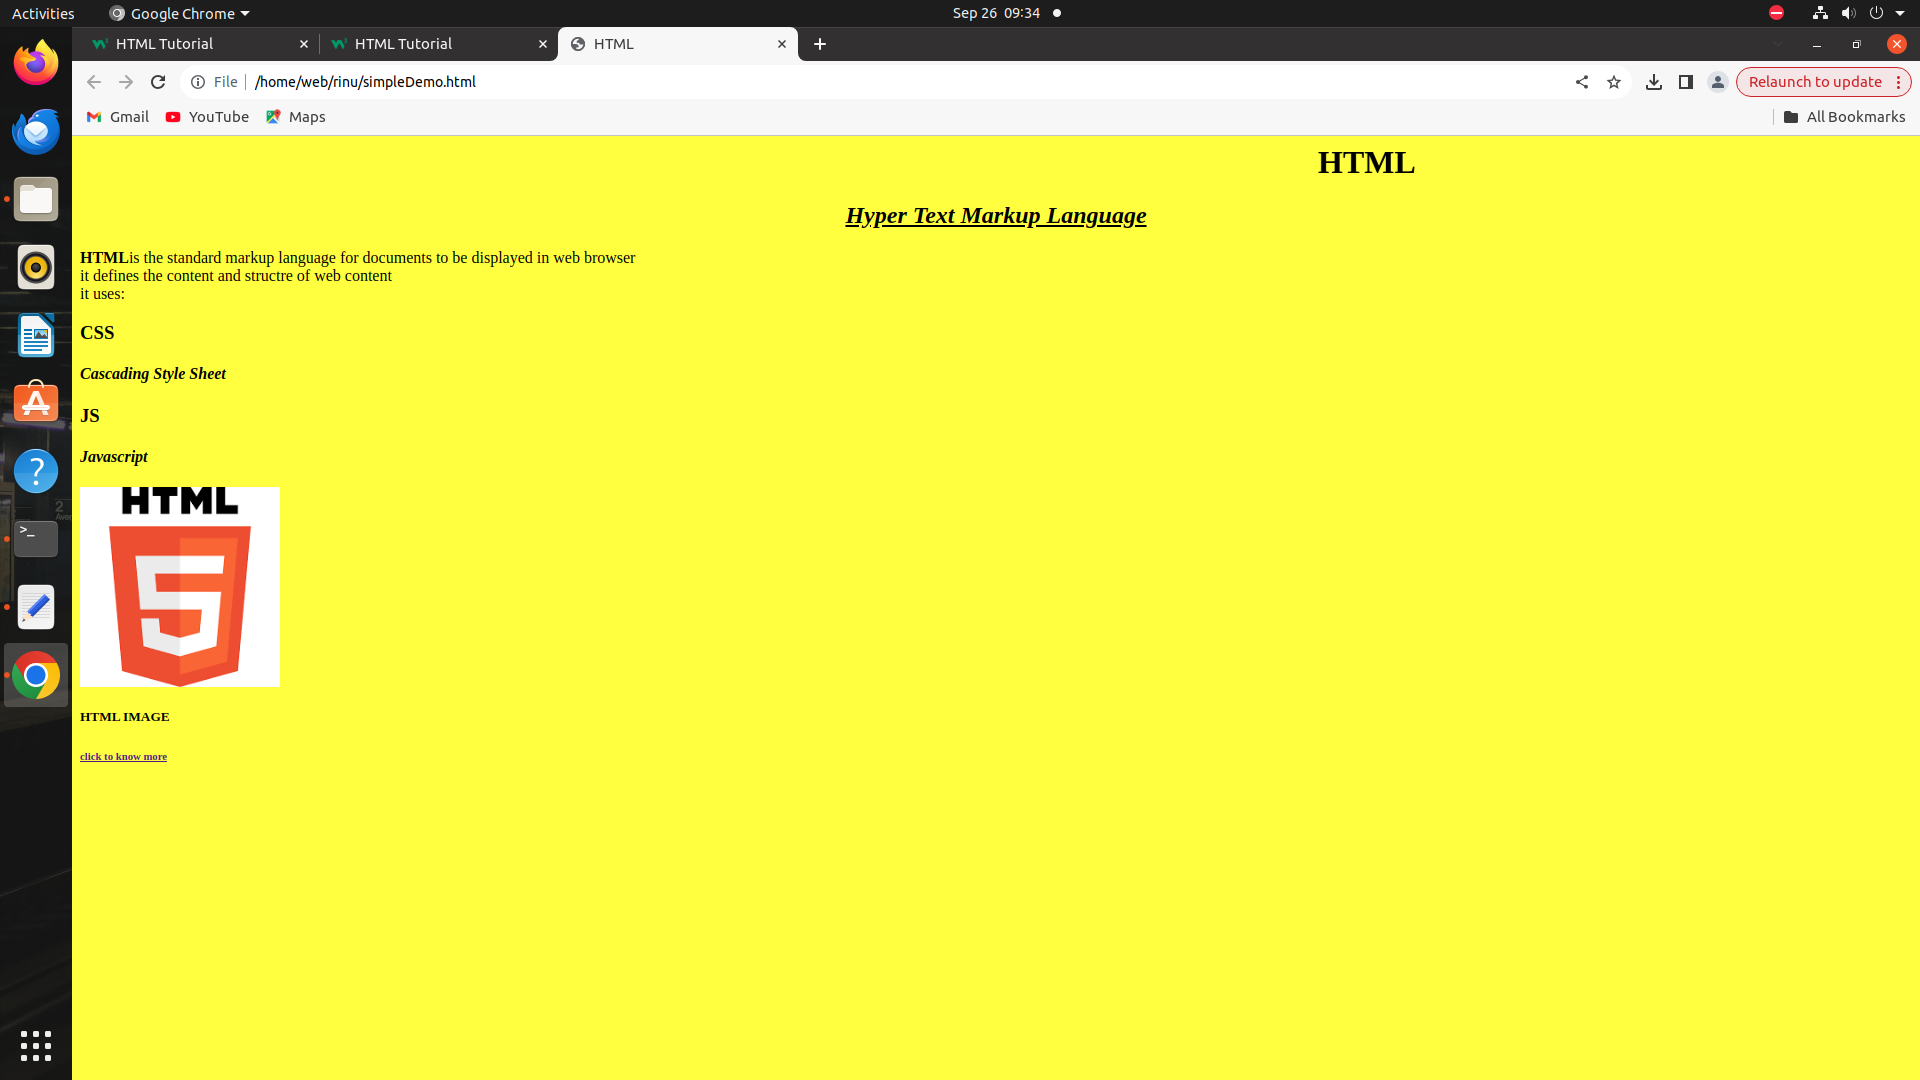 Activities
Google Chrome
Sep 26 09:34
HTML Tutorial
HTML Tutorial
HTML
File
/home/web/rinu/simpleDemo.html
Relaunch to update
Gmail
YouTube
Maps
All Bookmarks
HTML
Hyper Text Markup Language
HTMLis the standard markup language for documents to be displayed in web browser
it defines the content and structre of web content
it uses:
CSS
Cascading Style Sheet
JS
Javascript
HTML
5
HTML IMAGE
click to know more